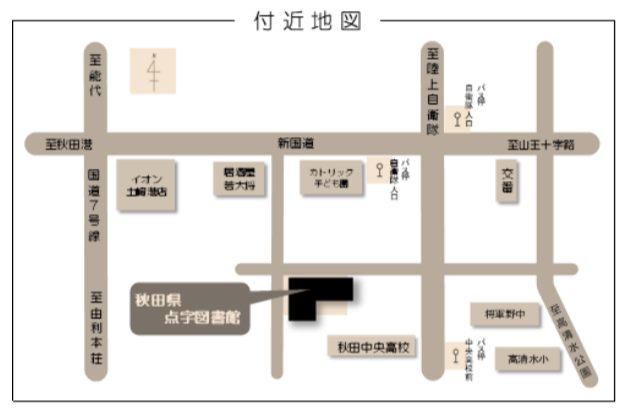 付近地図
至能代
至陸上自衛隊
バス停
自衛隊入口
至秋田港
新国道
至山王十字路
国道7号線
イオン
土崎港店
居酒屋
若大将
カトリック
子ども園
バス停
自衛隊入口
交番
秋田県
点字図書館
至由利本荘
秋田中央高校
バス停
中央高校前
将軍野中
高清水小
至高清水公園